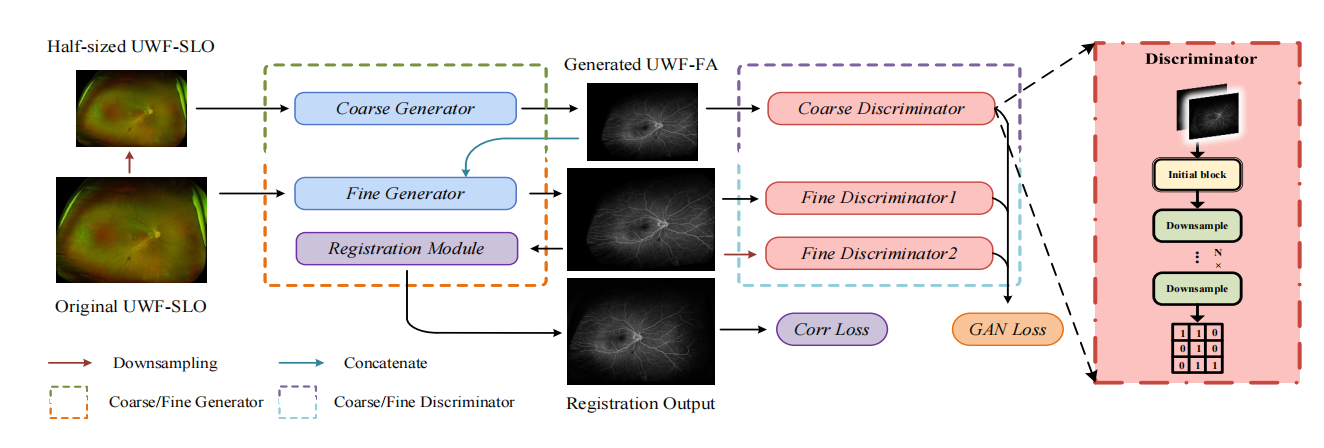 Half-sized UWF-SLO
Original UWF-SLO
Coarse Generator
Fine Generator
Registration Module
Generated UWF-FA
Registration Output
Coarse Discriminator
Fine Discriminator1
Fine Discriminator2
Corr Loss
GAN Loss
Discriminator
Initial block
Downsample
⋮ N ×
Downsample
1 1 0
0 1 0
0 1 1
Downsampling
Concatenate
Coarse/Fine Generator
Coarse/Fine Discriminator